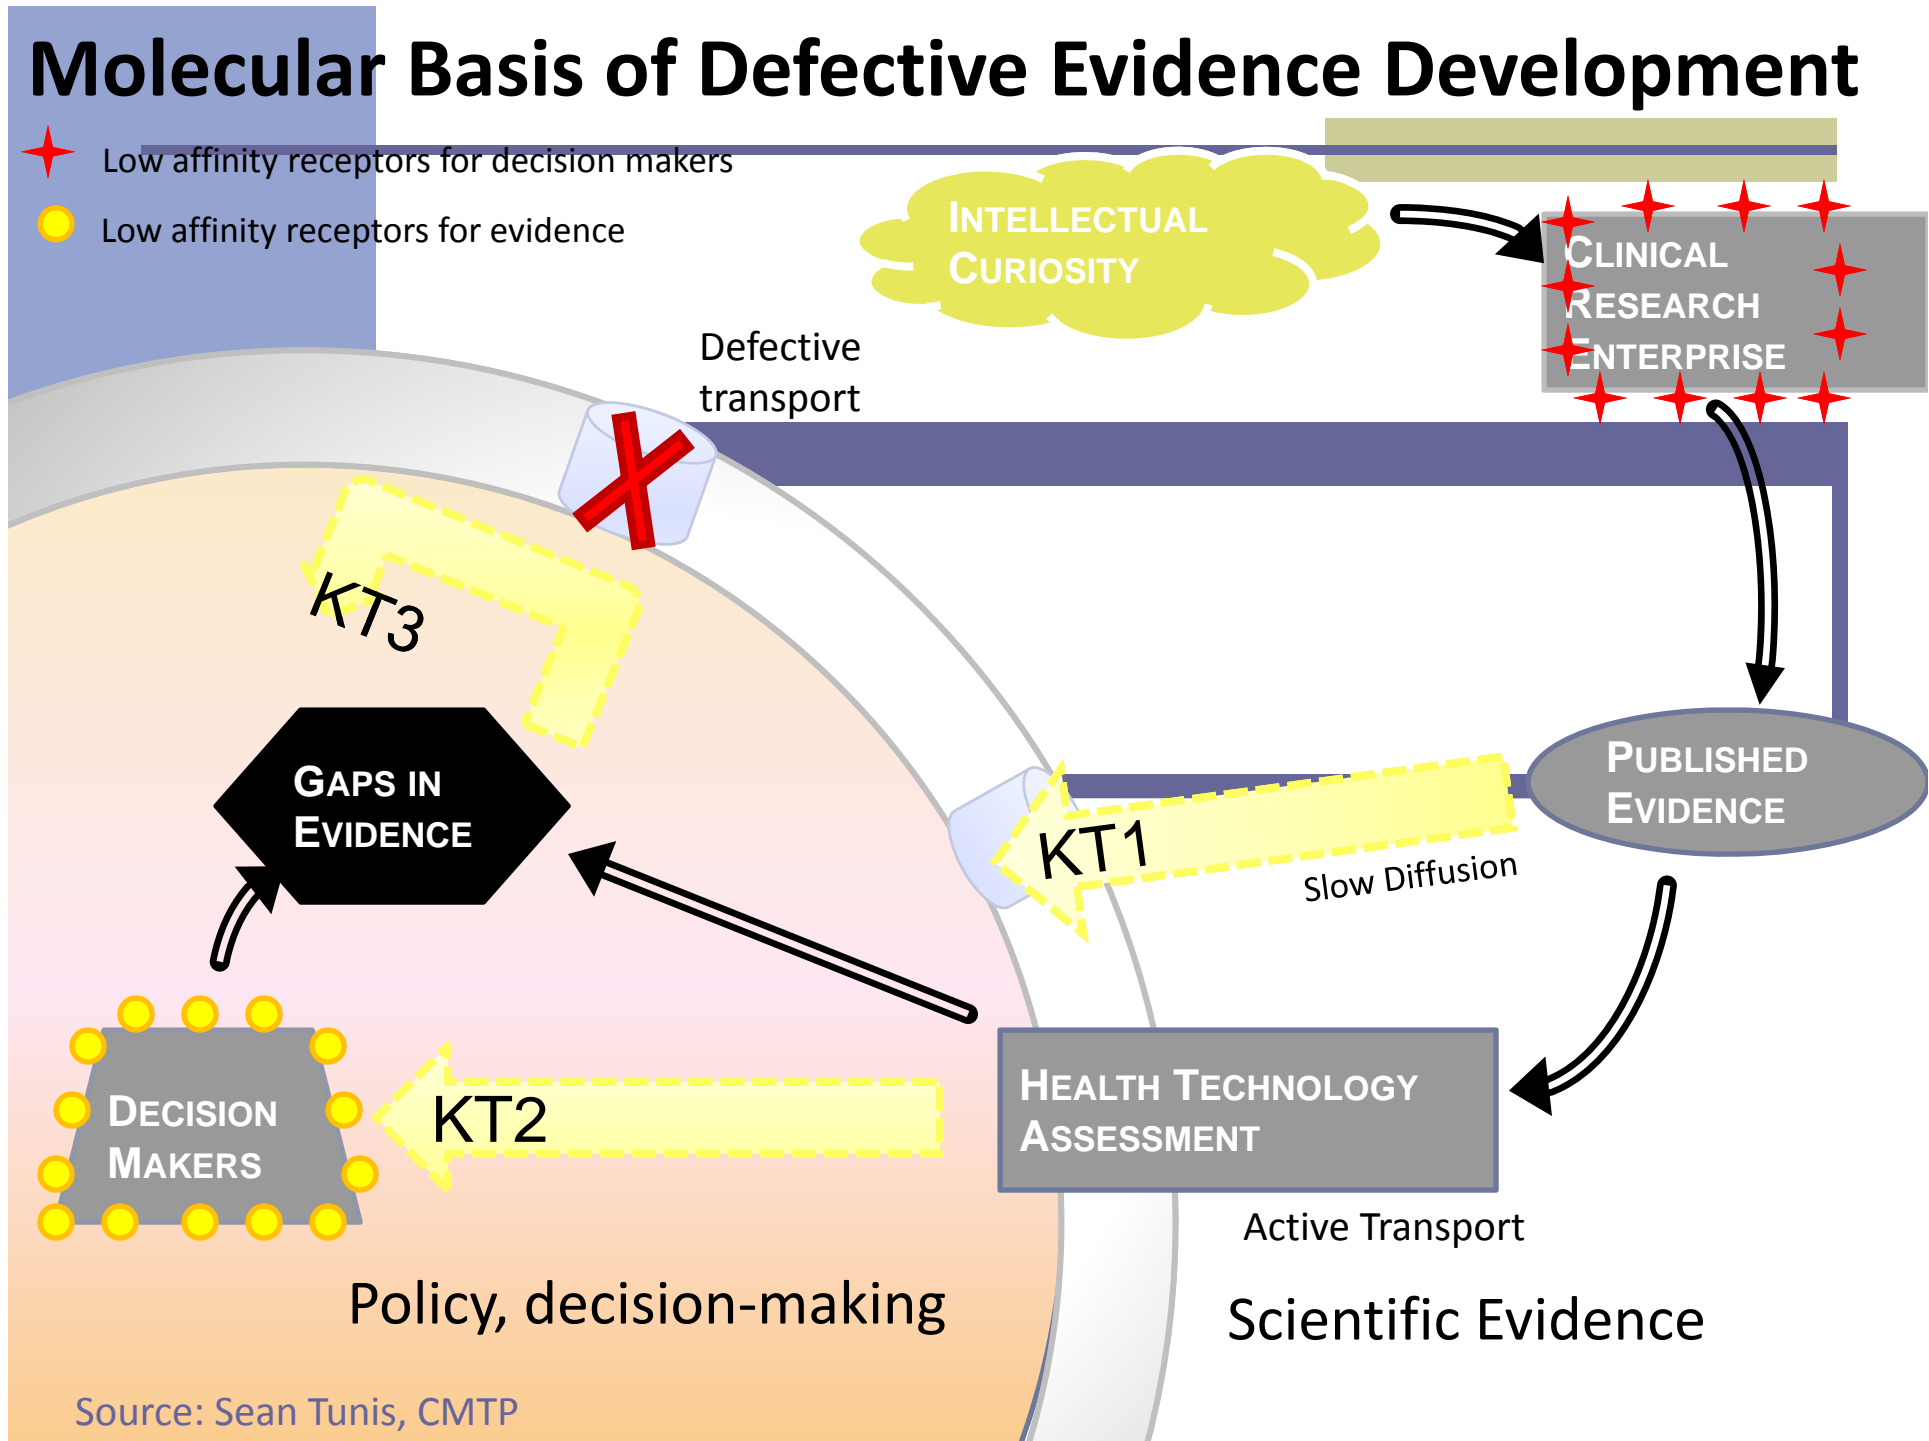 Molecular Basis of Defective Evidence Development
Low affinity receptors for decision makers
Low affinity receptors for evidence
INTELLECTUAL
CURIOSITY
CLINICAL
RESEARCH
ENTERPRISE
Defective
transport
KT3
GAPS IN
EVIDENCE
PUBLISHED
EVIDENCE
KT1
Slow Diffusion
DECISION
MAKERS
KT2
HEALTH TECHNOLOGY
ASSESSMENT
Active Transport
Policy, decision-making
Scientific Evidence
Source: Sean Tunis, CMTP